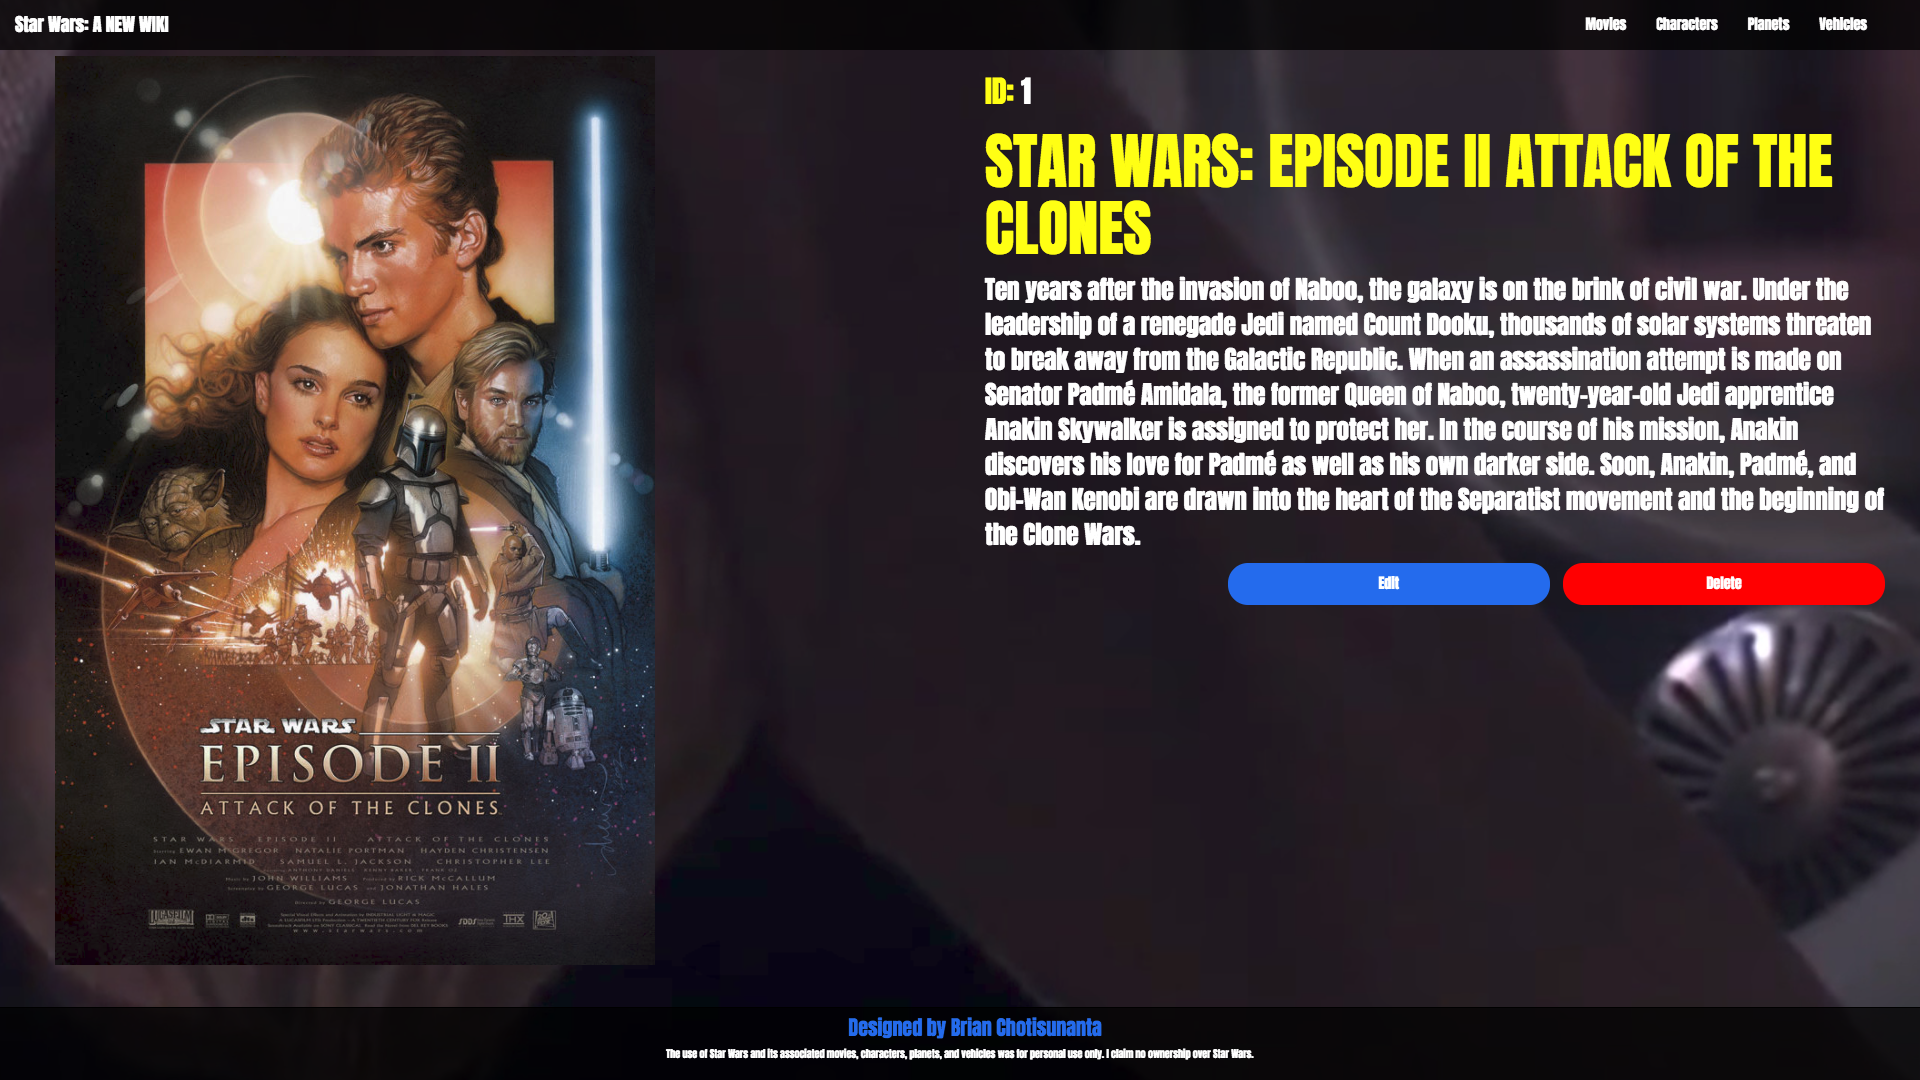 Star Wars: A NEW WIKI
Movies Characters Planets Vehicles
ID: 1
STAR WARS: EPISODE II ATTACK OF THE
CLONES
Ten years after the invasion of Naboo, the galaxy is on the brink of civil war. Under the
leadership of a renegade Jedi named Count Dooku, thousands of solar systems threaten
to break away from the Galactic Republic. When an assassination attempt is made on
Senator Padmé Amidala, the former Queen of Naboo, twenty-year-old Jedi apprentice
Anakin Skywalker is assigned to protect her. In the course of his mission, Anakin
discovers his love for Padmé as well as his own darker side. Soon, Anakin, Padmé, and
Obi-Wan Kenobi are drawn into the heart of the Separatist movement and the beginning of
the Clone Wars.
Edit
Delete
STAR WARS
EPISODE II
ATTACK OF THE CLONES
STAR WARS EPISODE II ATTACK OF THE CLONES
EWAN McGREGOR NATALIE PORTMAN HAYDEN CHRISTENSEN
IAN McDIARMID SAMUEL L. JACKSON CHRISTOPHER LEE
JOHN WILLIAMS RICK McCALLUM
GEORGE LUCAS and JONATHAN HALES
Directed by GEORGE LUCAS
LUCASFILM
THX
WWW.STARWARS.COM
Designed by Brian Chotisunanta
The use of Star Wars and its associated movies, characters, planets, and vehicles was for personal use only. I claim no ownership over Star Wars.